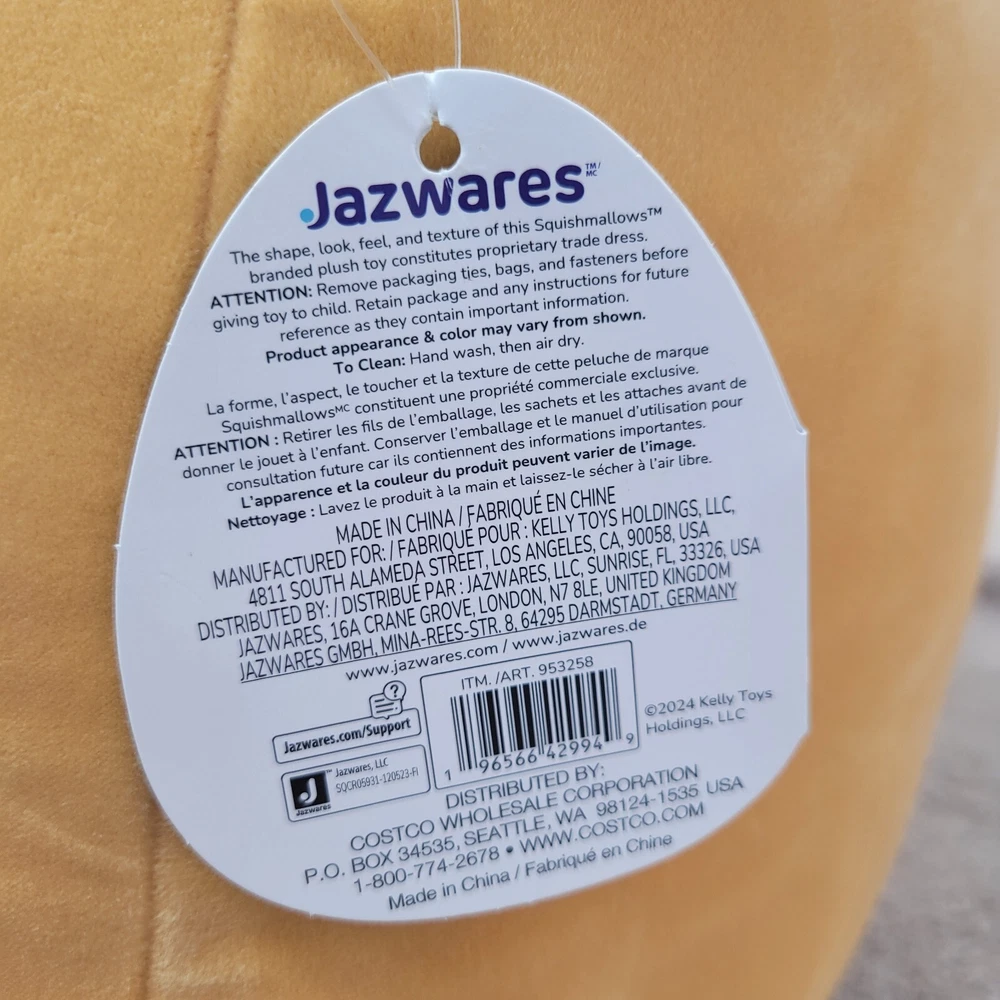 Jazwares™/MC
The shape, look, feel, and texture of this Squishmallows™
branded plush toy constitutes proprietary trade dress.
ATTENTION: Remove packaging ties, bags, and fasteners before
giving toy to child. Retain package and any instructions for future
reference as they contain important information.
Product appearance & color may vary from shown.
To Clean: Hand wash, then air dry.
La forme, l'aspect, le toucher et la texture de cette peluche de marque
Squishmallowsᴹᶜ constituent une propriété commerciale exclusive.
ATTENTION : Retirer les fils de l'emballage, les sachets et les attaches avant de
donner le jouet à l'enfant. Conserver l'emballage et le manuel d'utilisation pour
consultation future car ils contiennent des informations importantes.
L'apparence et la couleur du produit peuvent varier de l'image.
Nettoyage : Lavez le produit à la main et laissez-le sécher à l'air libre.
MADE IN CHINA / FABRIQUÉ EN CHINE
MANUFACTURED FOR: / FABRIQUÉ POUR : KELLY TOYS HOLDINGS, LLC,
4811 SOUTH ALAMEDA STREET, LOS ANGELES, CA, 90058, USA
DISTRIBUTED BY: / DISTRIBUÉ PAR : JAZWARES, LLC, SUNRISE, FL, 33326, USA
JAZWARES, 16A CRANE GROVE, LONDON, N7 8LE, UNITED KINGDOM
JAZWARES GMBH, MINA-REES-STR. 8, 64295 DARMSTADT, GERMANY
www.jazwares.com / www.jazwares.de
?
Jazwares.com/Support
J™
Jazwares
Jazwares, LLC
SQCR05931-120523-FI
ITM. /ART. 953258
1 96566 42994 9
©2024 Kelly Toys
Holdings, LLC
DISTRIBUTED BY:
COSTCO WHOLESALE CORPORATION
P.O. BOX 34535, SEATTLE, WA 98124-1535 USA
1-800-774-2678 • WWW.COSTCO.COM
Made in China / Fabriqué en Chine